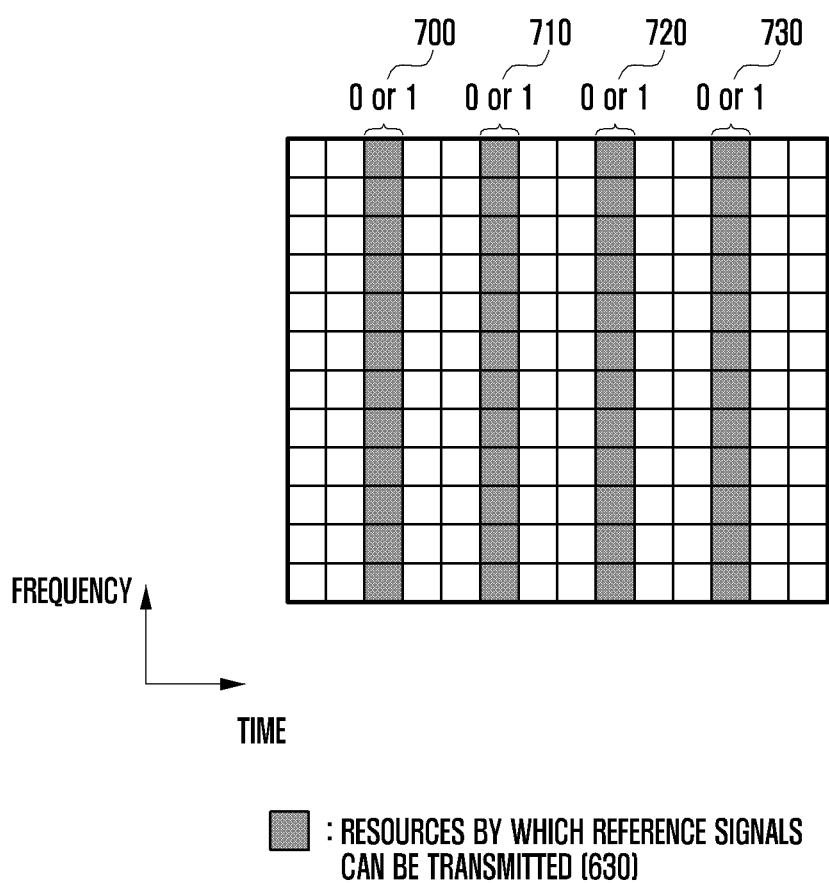 700 710 720 730
0 or 1 0 or 1 0 or 1 0 or 1
FREQUENCY
TIME
: RESOURCES BY WHICH REFERENCE SIGNALS
CAN BE TRANSMITTED (630)